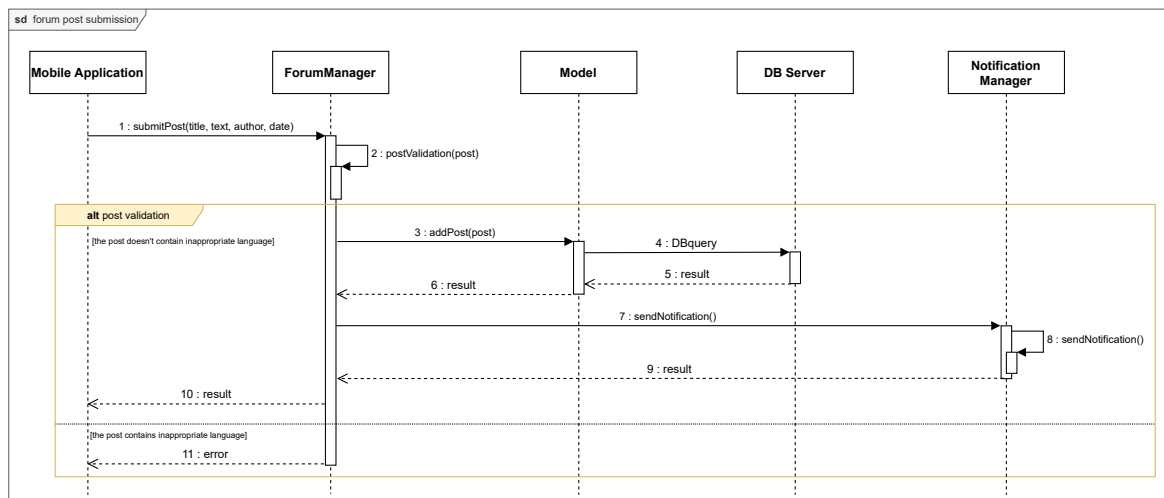 sd forum post submission
Mobile Application
ForumManager
Model
DB Server
Notification
Manager
1 : submitPost(title, text, author, date)
2 : postValidation(post)
alt post validation
[the post doesn't contain inappropriate language]
3 : addPost(post)
4 : DBquery
5 : result
6 : result
7 : sendNotification()
8 : sendNotification()
9 : result
10 : result
[the post contains inappropriate language]
11 : error